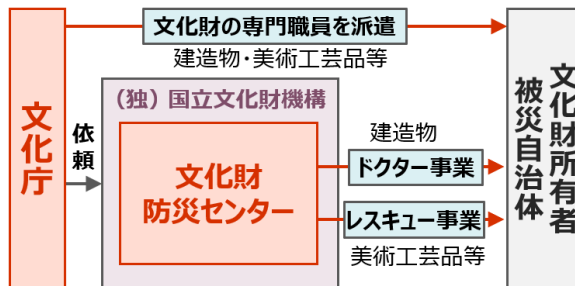 文化財の専門職員を派遣
建造物・美術工芸品等
文化庁
依頼
（独）国立文化財機構
文化財
防災センター
建造物
ドクター事業
レスキュー事業
美術工芸品等
文化財所有者
被災自治体